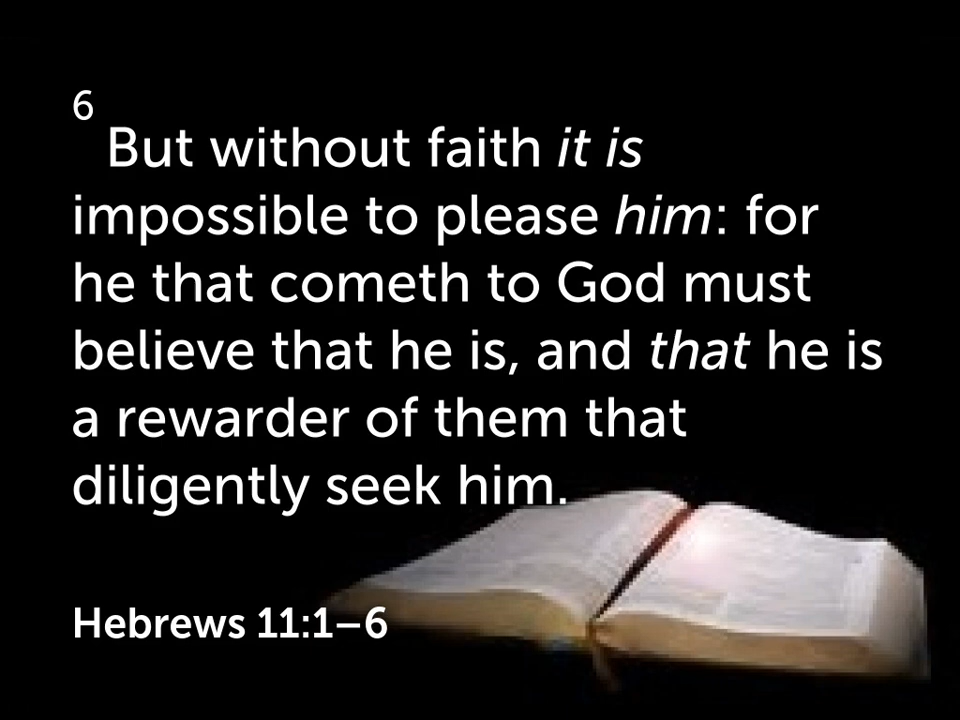 6
But without faith it is
impossible to please him: for
he that cometh to God must
believe that he is, and that he is
a rewarder of them that
diligently seek him.
Hebrews 11:1–6